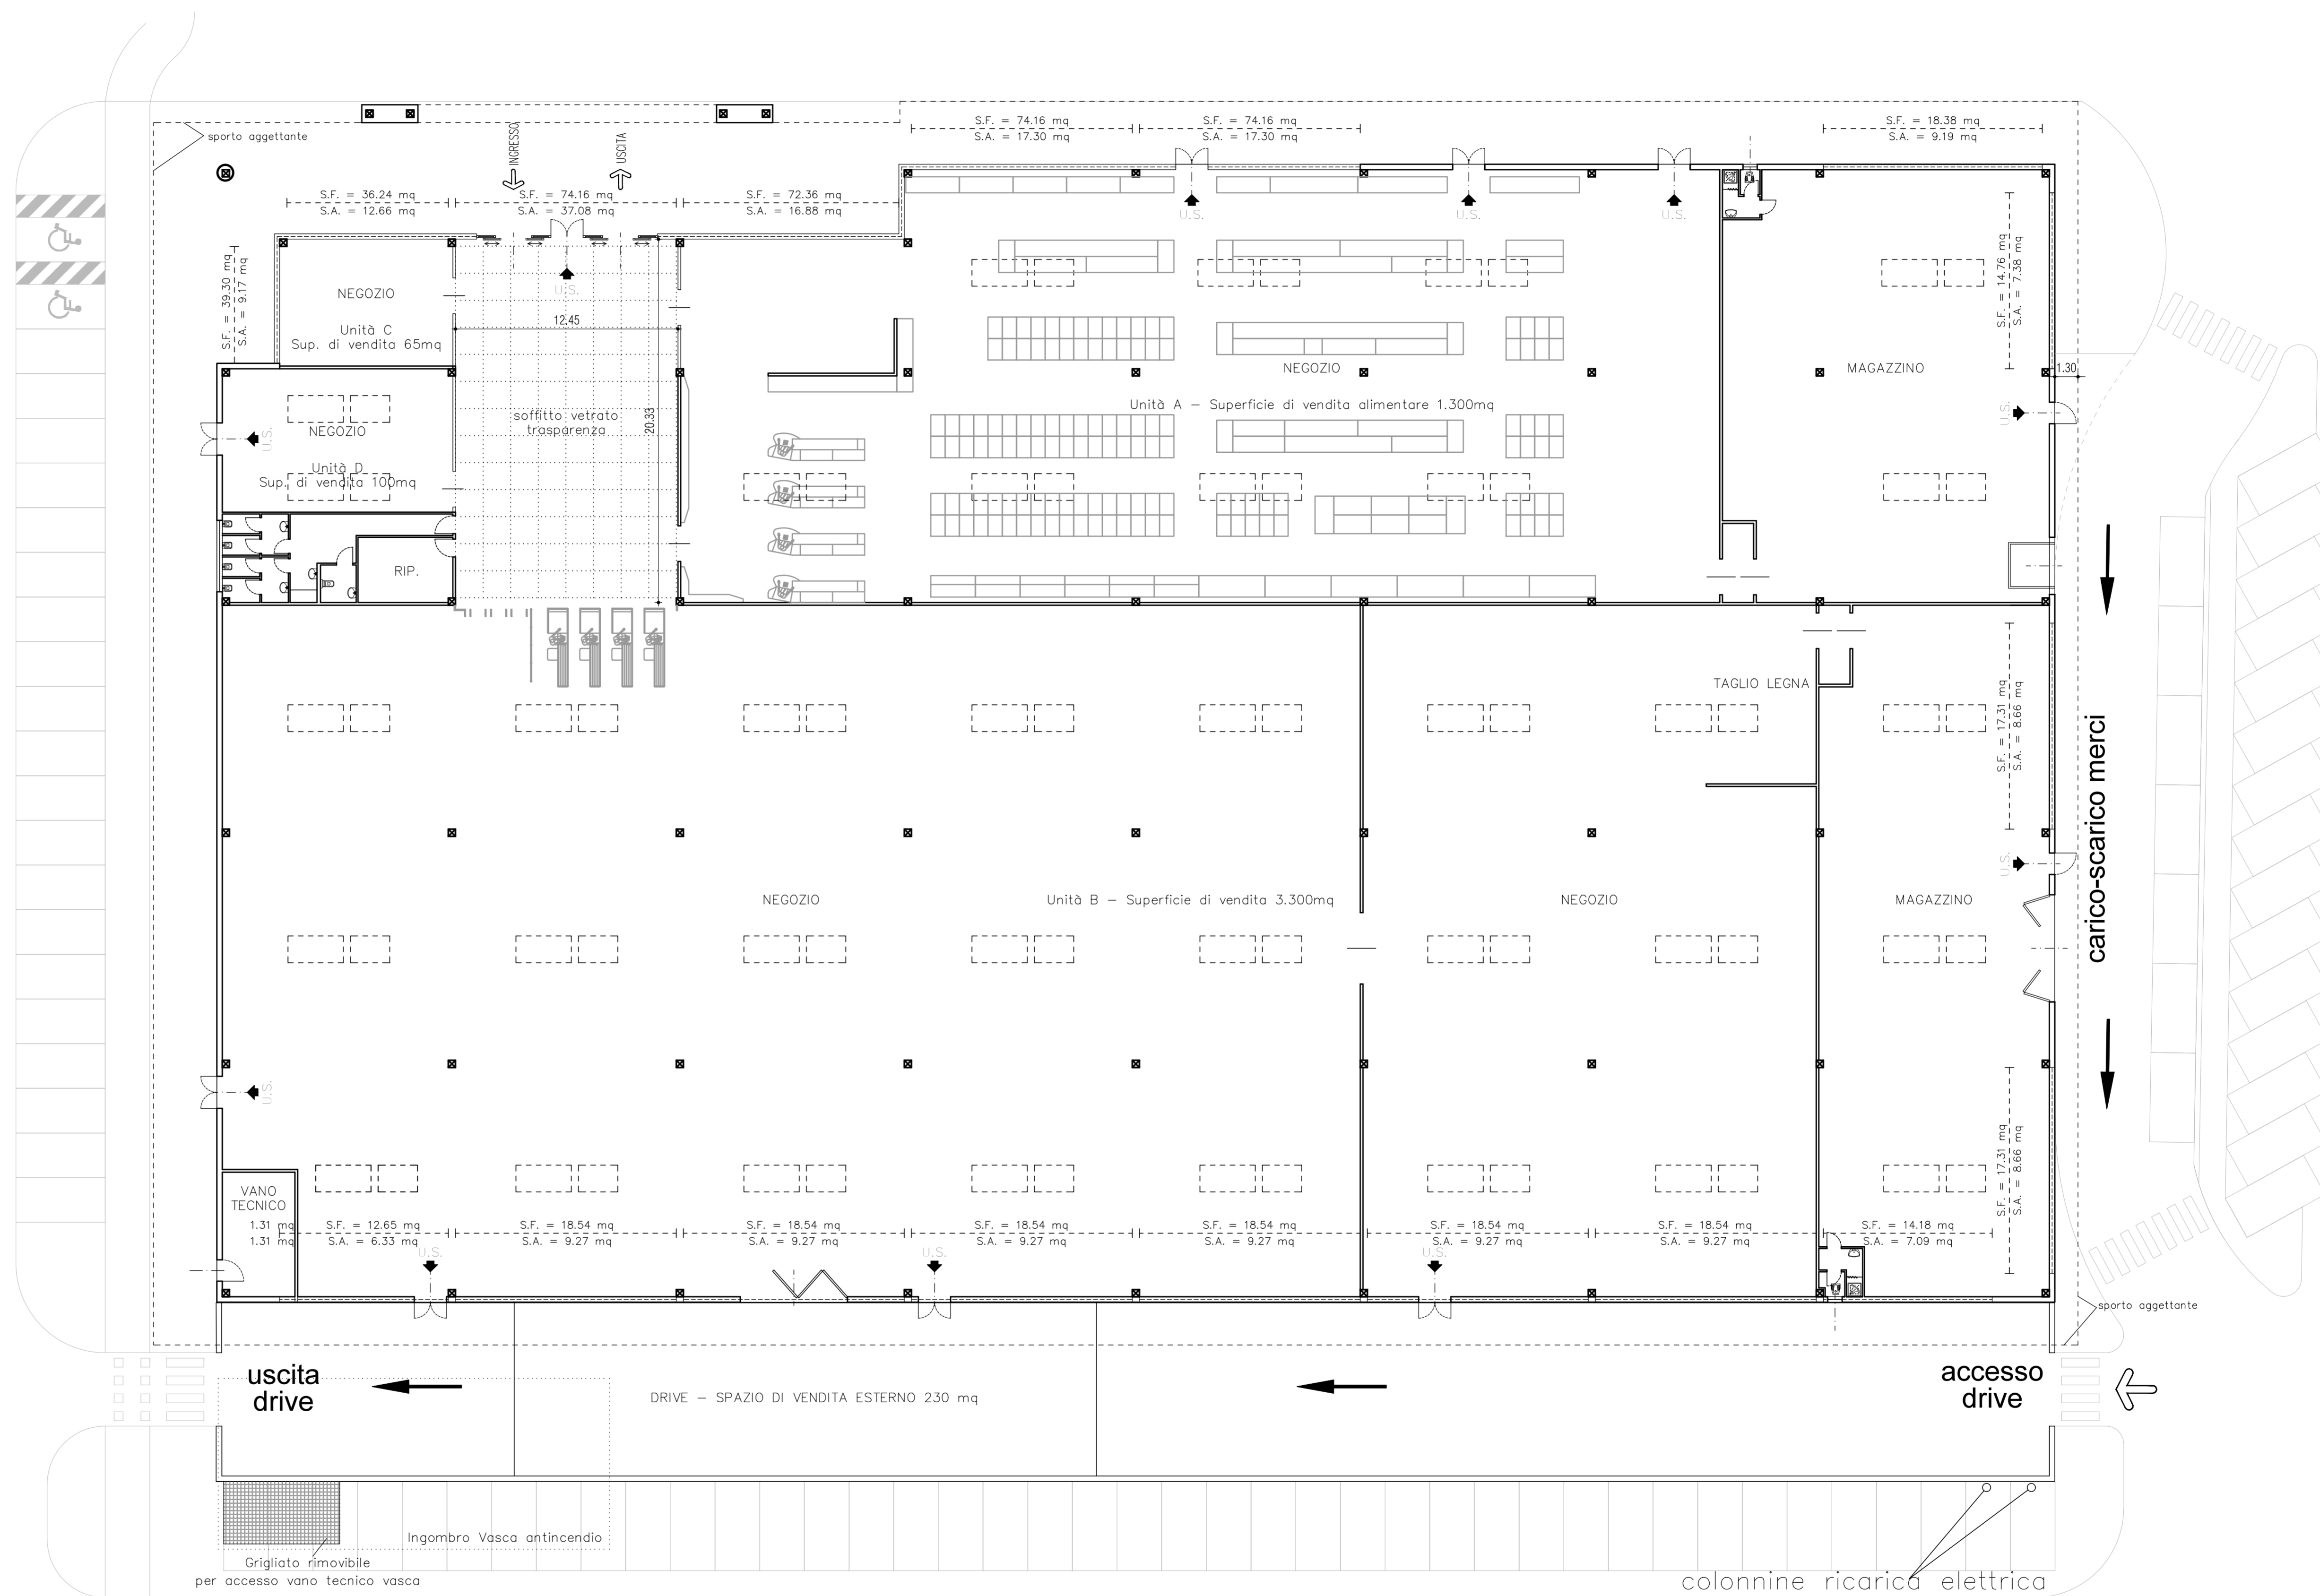 sporto aggettante
INGRESSO
USCITA
S.F. = 74.16 mq
S.A. = 17.30 mq
S.F. = 74.16 mq
S.A. = 17.30 mq
S.F. = 18.38 mq
S.A. = 9.19 mq
S.F. = 36.24 mq
S.A. = 12.66 mq
S.F. = 74.16 mq
S.A. = 37.08 mq
S.F. = 72.36 mq
S.A. = 16.88 mq
U.S.
U.S.
U.S.
U.S.
S.F. = 39.30 mq
S.A. = 9.17 mq
NEGOZIO
Unità C
Sup. di vendita 65mq
12.45
20.33
soffitto vetrato
trasparenza
NEGOZIO
Unità A – Superficie di vendita alimentare 1.300mq
MAGAZZINO
S.F. = 14.76 mq
S.A. = 7.38 mq
1.30
U.S.
U.S.
NEGOZIO
Unità D
Sup. di vendita 100mq
RIP.
TAGLIO LEGNA
S.F. = 17.31 mq
S.A. = 8.66 mq
carico-scarico merci
U.S.
NEGOZIO
Unità B – Superficie di vendita 3.300mq
NEGOZIO
MAGAZZINO
U.S.
S.F. = 17.31 mq
S.A. = 8.66 mq
VANO
TECNICO
1.31 mq
1.31 mq
S.F. = 12.65 mq
S.A. = 6.33 mq
S.F. = 18.54 mq
S.A. = 9.27 mq
S.F. = 18.54 mq
S.A. = 9.27 mq
S.F. = 18.54 mq
S.A. = 9.27 mq
S.F. = 18.54 mq
S.A. = 9.27 mq
S.F. = 18.54 mq
S.A. = 9.27 mq
S.F. = 18.54 mq
S.A. = 9.27 mq
S.F. = 14.18 mq
S.A. = 7.09 mq
U.S.
U.S.
U.S.
sporto aggettante
uscita
drive
DRIVE – SPAZIO DI VENDITA ESTERNO 230 mq
accesso
drive
Ingombro Vasca antincendio
Grigliato rimovibile
per accesso vano tecnico vasca
colonnine ricarica elettrica